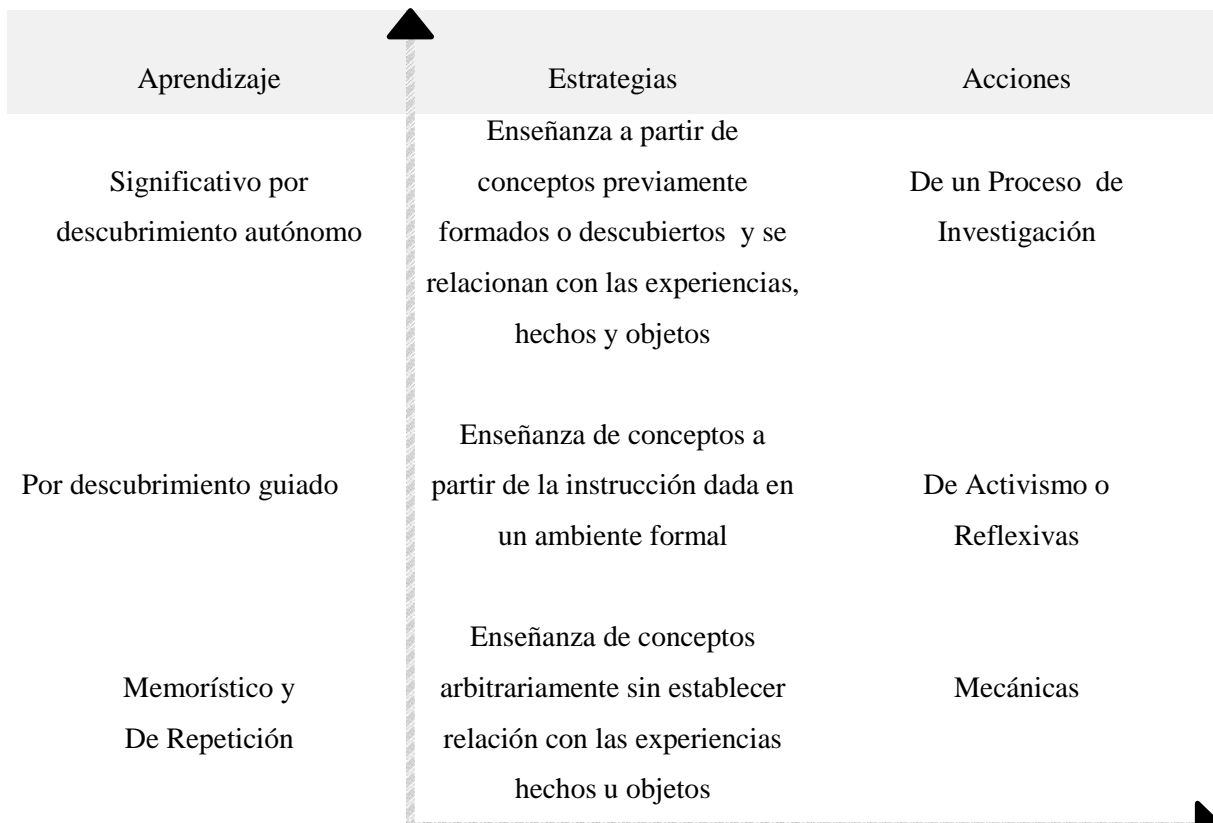 Aprendizaje
Estrategias
Acciones
Significativo por
descubrimiento autónomo
Enseñanza a partir de
conceptos previamente
formados o descubiertos y se
relacionan con las experiencias,
hechos y objetos
De un Proceso de
Investigación
Por descubrimiento guiado
Enseñanza de conceptos a
partir de la instrucción dada en
un ambiente formal
De Activismo o
Reflexivas
Memorístico y
De Repetición
Enseñanza de conceptos
arbitrariamente sin establecer
relación con las experiencias
hechos u objetos
Mecánicas